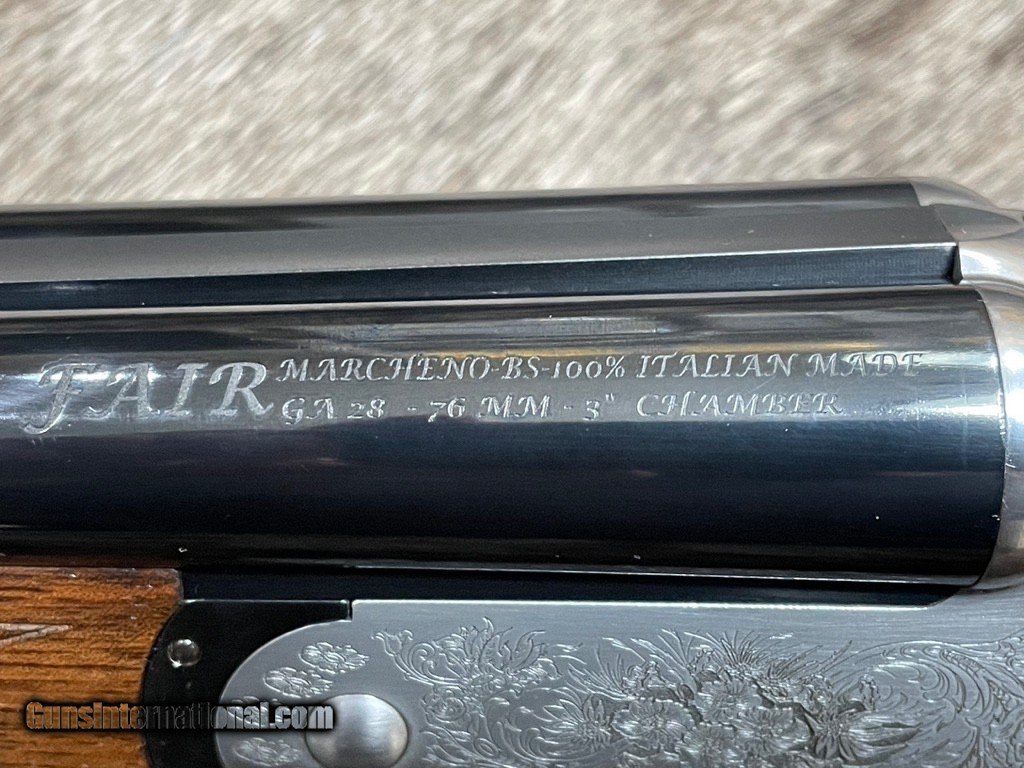 FAIR MARCHENO-BS-100% ITALIAN MADE
GA 28 - 76 MM - 3" CHAMBER
GunsInternational.com